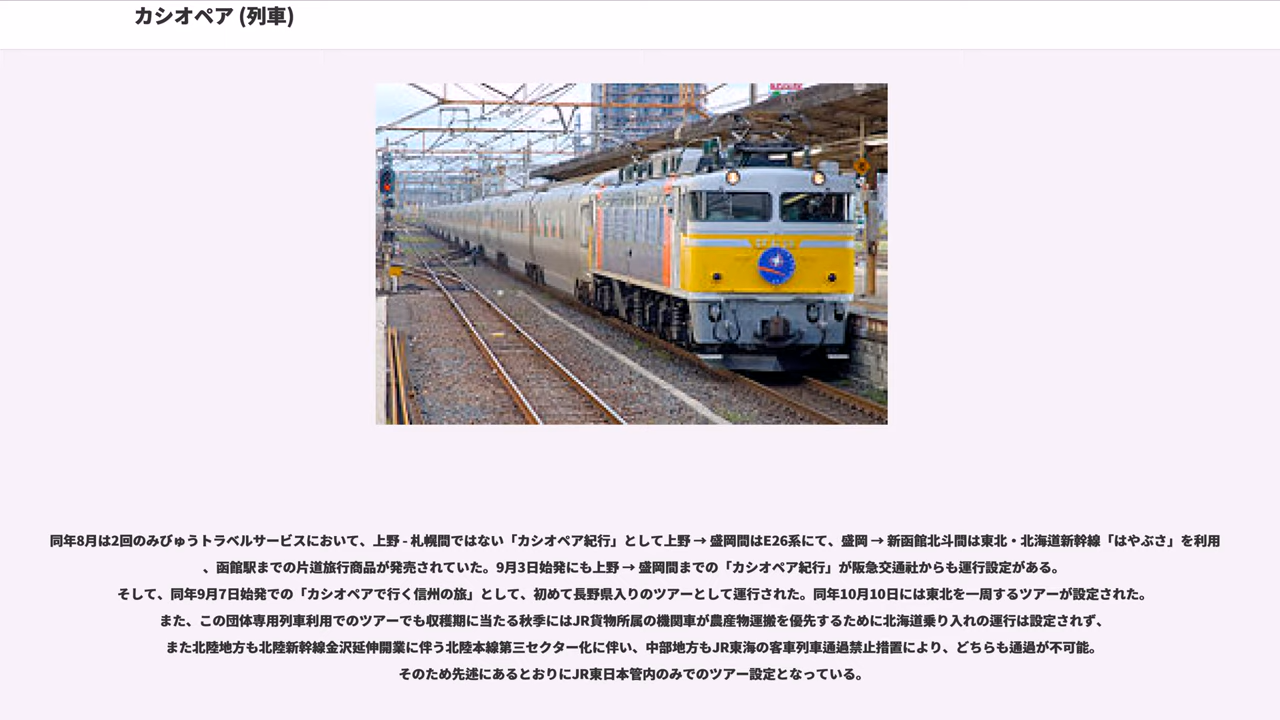 カシオペア (列車)
同年8月は2回のみびゅうトラベルサービスにおいて、上野 - 札幌間ではない「カシオペア紀行」として上野 → 盛岡間はE26系にて、盛岡 → 新函館北斗間は東北・北海道新幹線「はやぶさ」を利用
、函館駅までの片道旅行商品が発売されていた。9月3日始発にも上野 → 盛岡間までの「カシオペア紀行」が阪急交通社からも運行設定がある。
そして、同年9月7日始発での「カシオペアで行く信州の旅」として、初めて長野県入りのツアーとして運行された。同年10月10日には東北を一周するツアーが設定された。
また、この団体専用列車利用でのツアーでも収穫期に当たる秋季にはJR貨物所属の機関車が農産物運搬を優先するために北海道乗り入れの運行は設定されず、
また北陸地方も北陸新幹線金沢延伸開業に伴う北陸本線第三セクター化に伴い、中部地方もJR東海の客車列車通過禁止措置により、どちらも通過が不可能。
そのため先述にあるとおりにJR東日本管内のみでのツアー設定となっている。